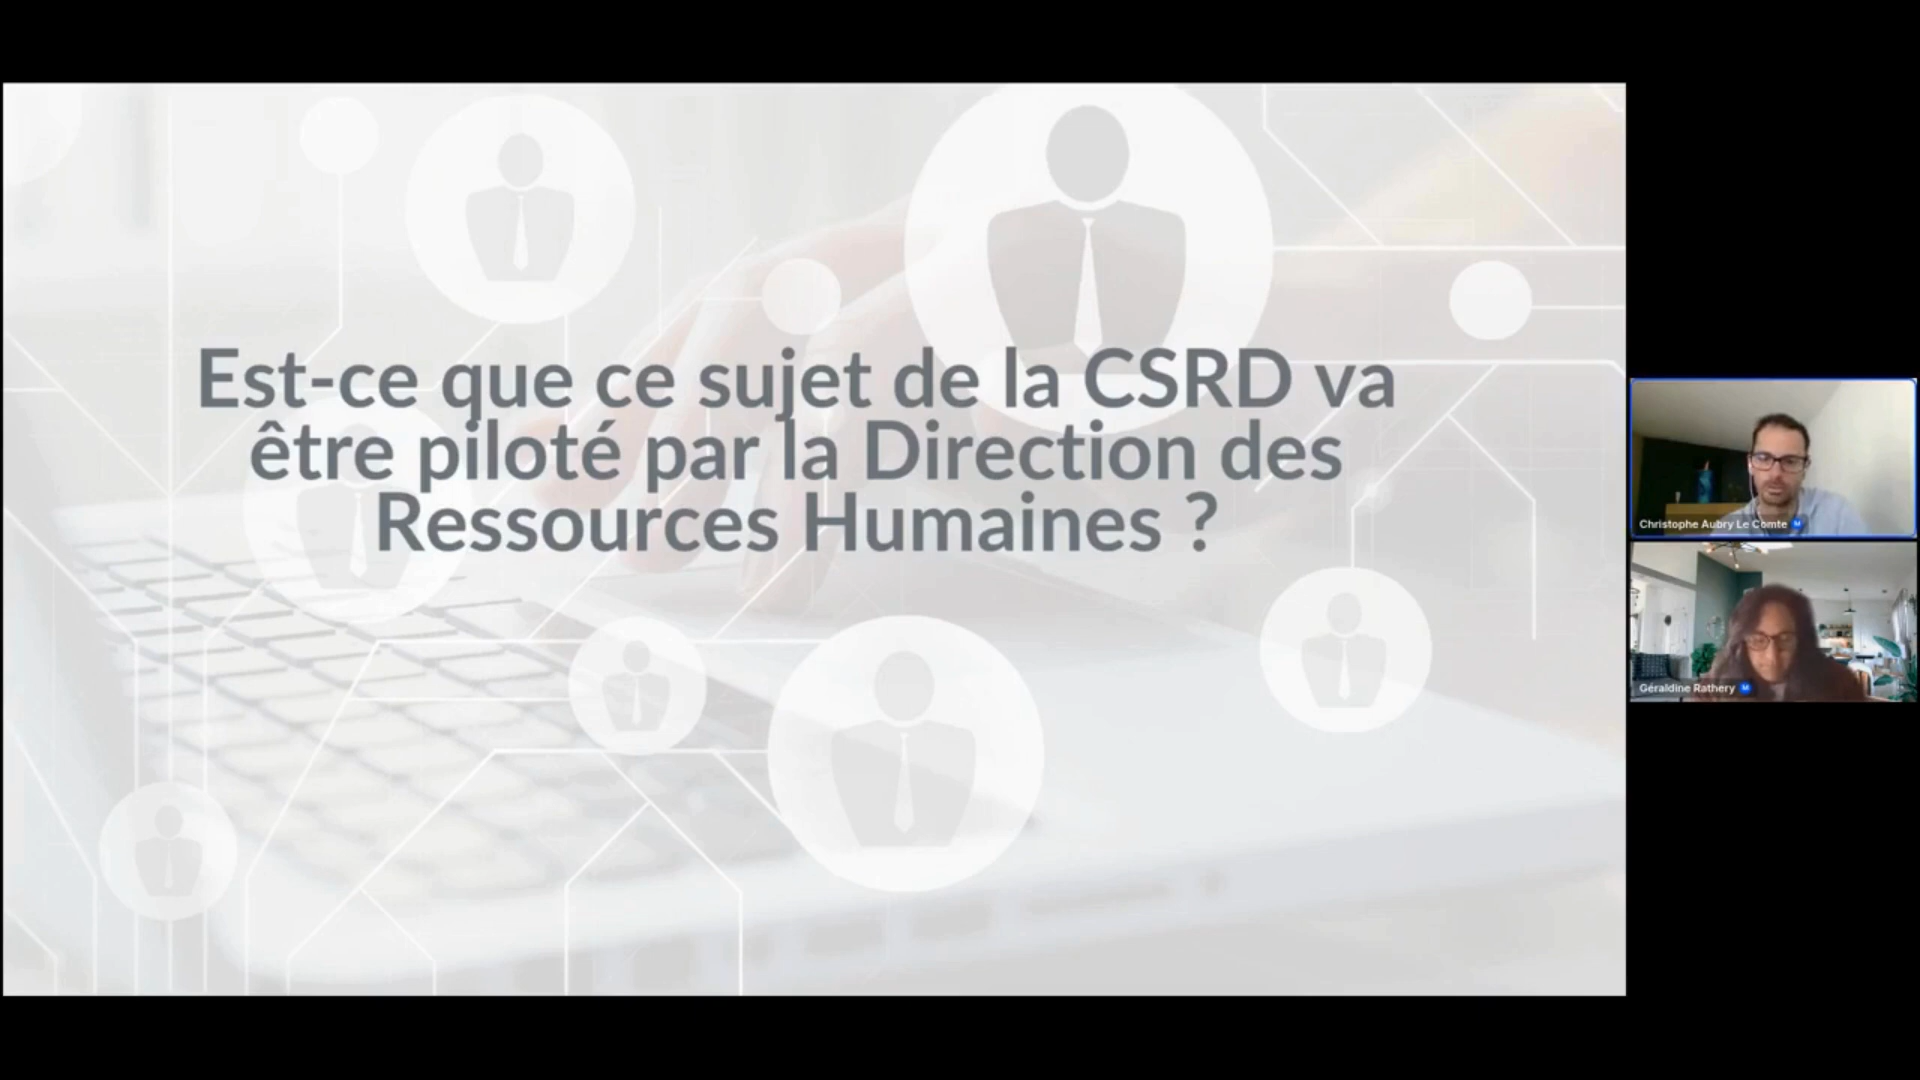 Est-ce que ce sujet de la CSRD va
être piloté par la Direction des
Ressources Humaines ?
Christophe Aubry Le Comte
Géraldine Rathery